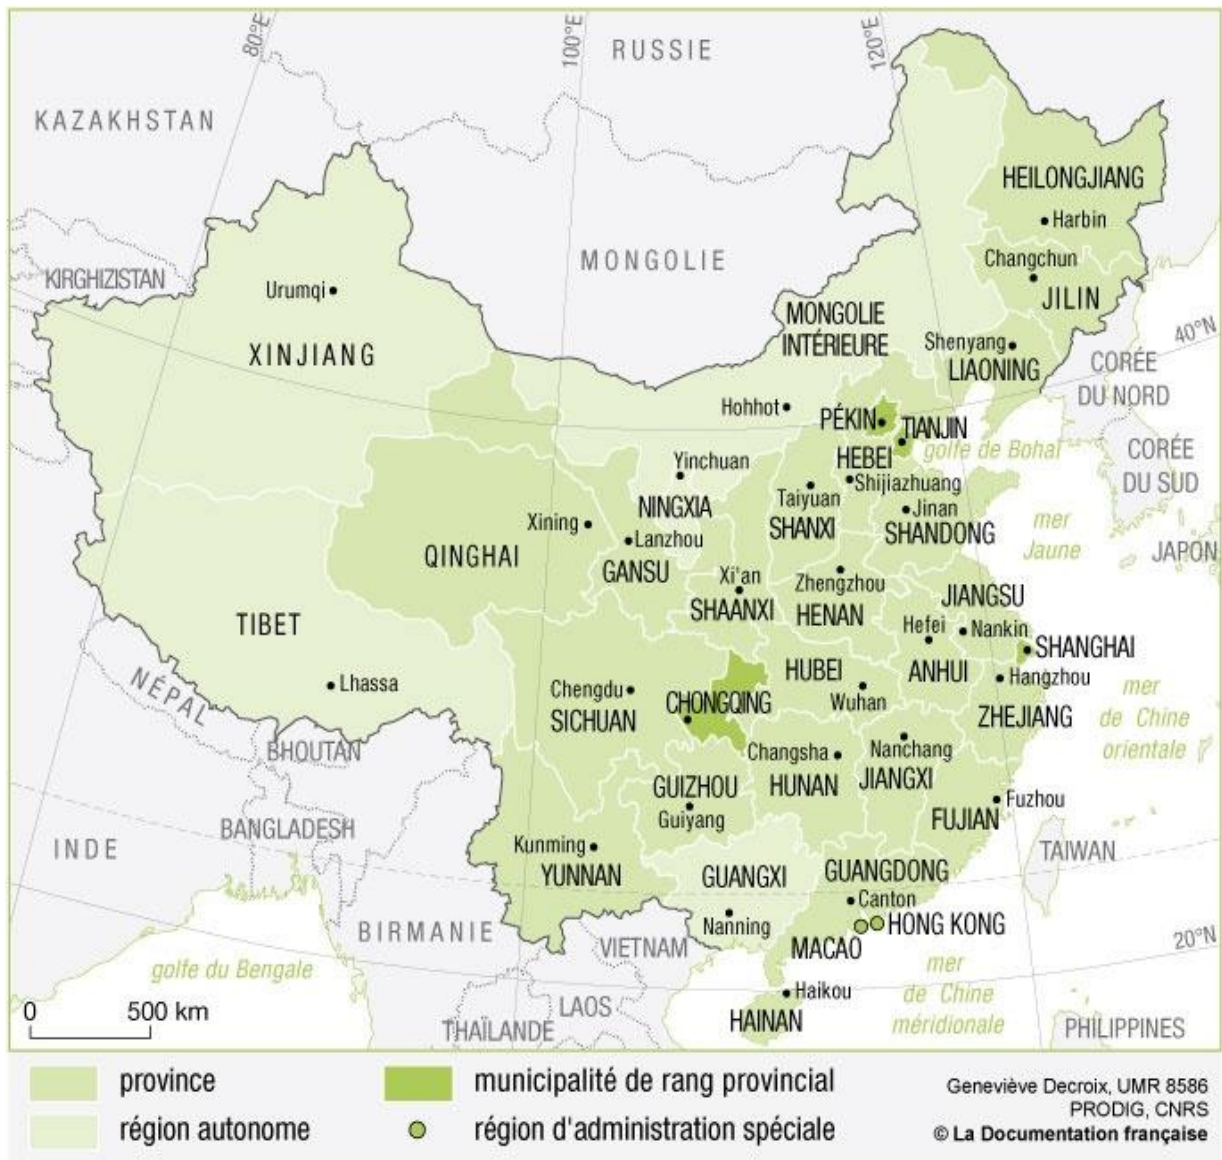 80°E
100°E
120°E
RUSSIE
KAZAKHSTAN
HEILONGJIANG
Harbin
MONGOLIE
KIRGHIZISTAN
Changchun
Urumqi
JILIN
MONGOLIE
INTÉRIEURE
40°N
XINJIANG
Shenyang
LIAONING
CORÉE
DU NORD
Hohhot
PÉKIN
TIANJIN
golfe de Bohal
HEBEI
CORÉE
DU SUD
Yinchuan
Shijiazhuang
Taiyuan
NINGXIA
Jinan
SHANXI
SHANDONG
mer
Jaune
Xining
Lanzhou
QINGHAI
JAPON
GANSU
Xi'an
Zhengzhou
SHAANXI
HENAN
JIANGSU
TIBET
Hefei
Nankin
SHANGHAI
HUBEI
ANHUI
Hangzhou
NÉPAL
Lhassa
Chengdu
CHONGQING
Wuhan
SICHUAN
ZHEJIANG
mer
de Chine
orientale
BHOUTAN
Changsha
Nanchang
GUIZHOU
HUNAN
JIANGXI
Guiyang
Fuzhou
FUJIAN
BANGLADESH
INDE
Kunming
TAIWAN
YUNNAN
GUANGXI
GUANGDONG
Canton
Nanning
HONG KONG
BIRMANIE
VIETNAM
MACAO
20°N
golfe du Bengale
mer
de Chine
méridionale
Haikou
LAOS
0 500 km
HAINAN
THAÏLANDE
PHILIPPINES
province
municipalité de rang provincial
région autonome
région d'administration spéciale
Geneviève Decroix, UMR 8586
PRODIG, CNRS
© La Documentation française